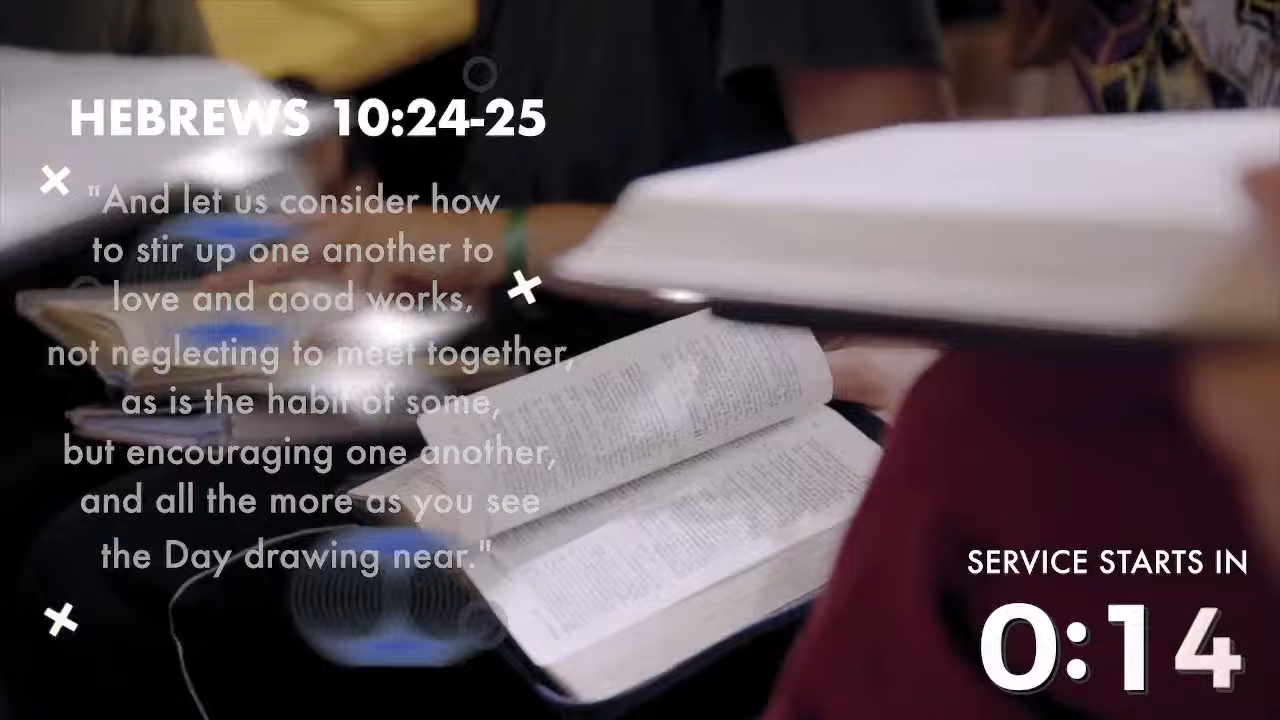 HEBREWS 10:24-25
"And let us consider how
to stir up one another to
love and good works,
not neglecting to meet together,
as is the habit of some,
but encouraging one another,
and all the more as you see
the Day drawing near."
SERVICE STARTS IN
0:14